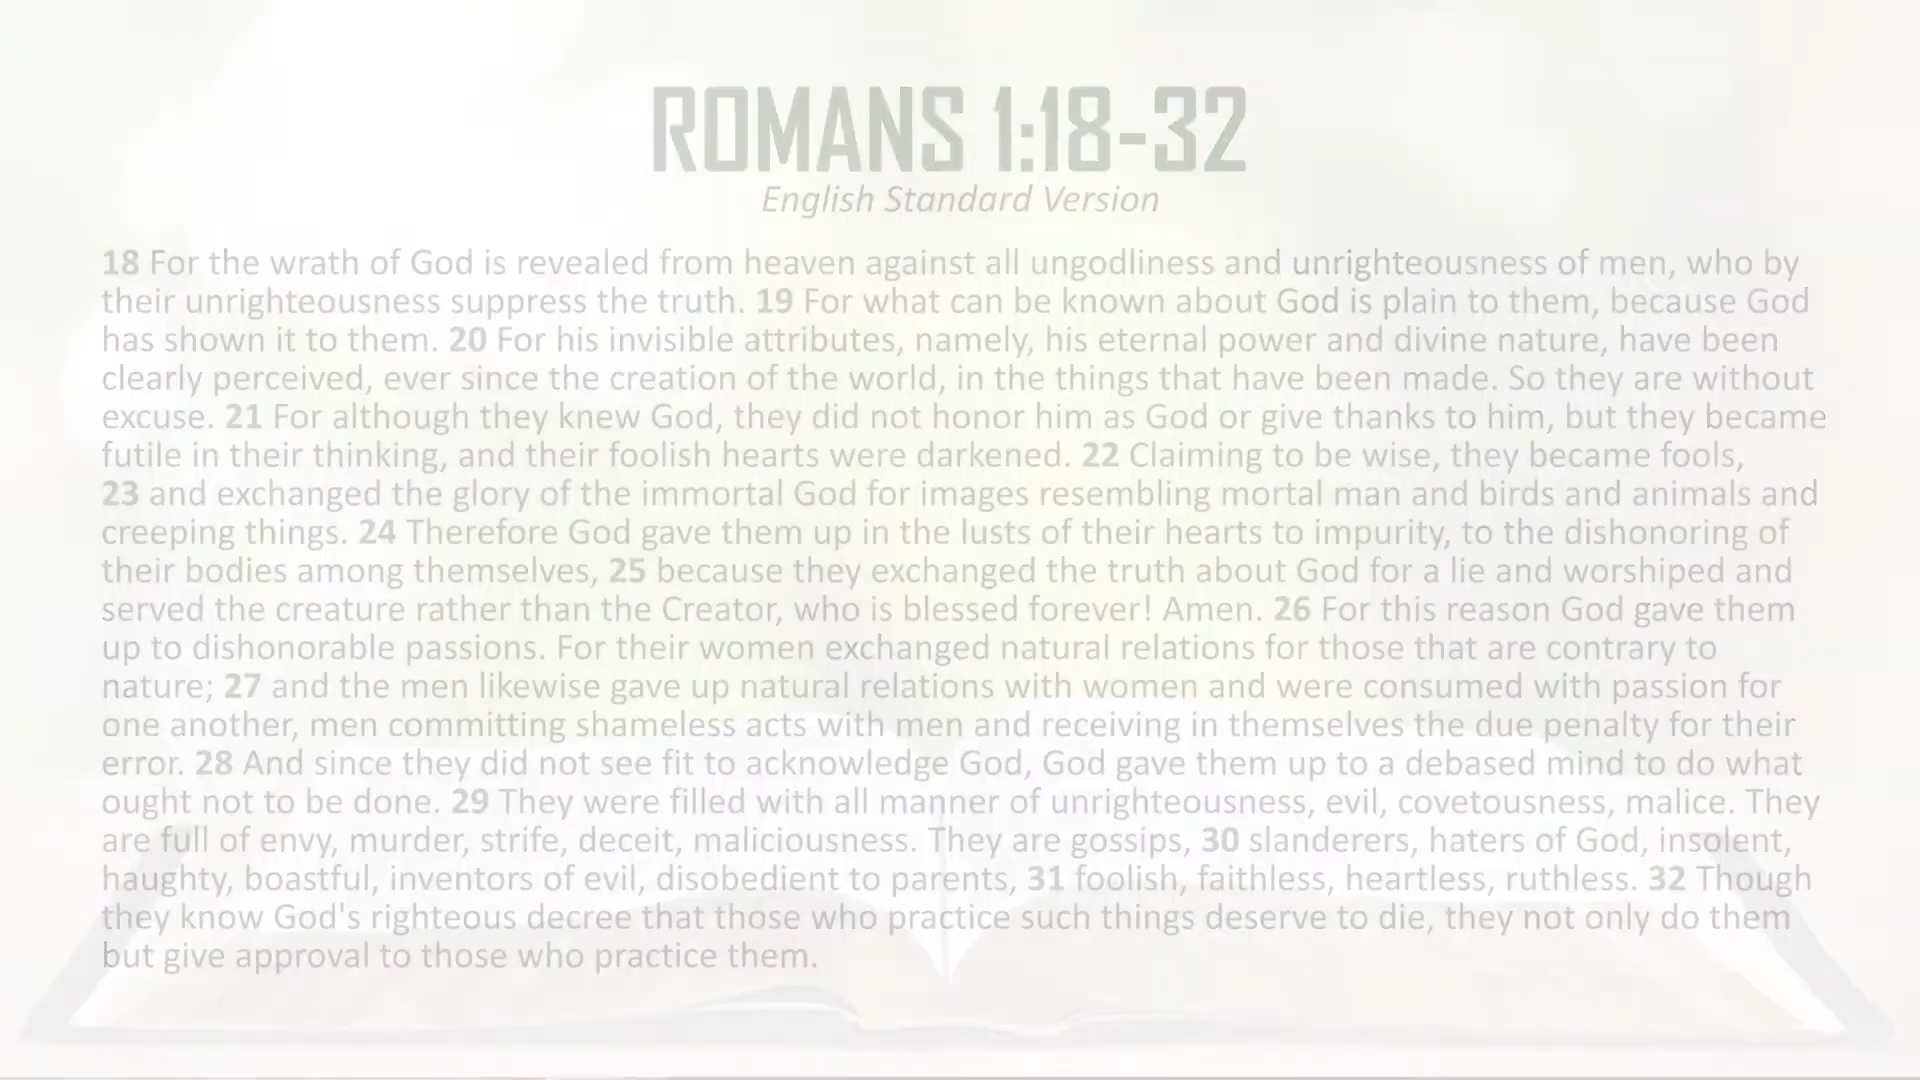 ROMANS 1:18-32
English Standard Version
18 For the wrath of God is revealed from heaven against all ungodliness and unrighteousness of men, who by
their unrighteousness suppress the truth. 19 For what can be known about God is plain to them, because God
has shown it to them. 20 For his invisible attributes, namely, his eternal power and divine nature, have been
clearly perceived, ever since the creation of the world, in the things that have been made. So they are without
excuse. 21 For although they knew God, they did not honor him as God or give thanks to him, but they became
futile in their thinking, and their foolish hearts were darkened. 22 Claiming to be wise, they became fools,
23 and exchanged the glory of the immortal God for images resembling mortal man and birds and animals and
creeping things. 24 Therefore God gave them up in the lusts of their hearts to impurity, to the dishonoring of
their bodies among themselves, 25 because they exchanged the truth about God for a lie and worshiped and
served the creature rather than the Creator, who is blessed forever! Amen. 26 For this reason God gave them
up to dishonorable passions. For their women exchanged natural relations for those that are contrary to
nature; 27 and the men likewise gave up natural relations with women and were consumed with passion for
one another, men committing shameless acts with men and receiving in themselves the due penalty for their
error. 28 And since they did not see fit to acknowledge God, God gave them up to a debased mind to do what
ought not to be done. 29 They were filled with all manner of unrighteousness, evil, covetousness, malice. They
are full of envy, murder, strife, deceit, maliciousness. They are gossips, 30 slanderers, haters of God, insolent,
haughty, boastful, inventors of evil, disobedient to parents, 31 foolish, faithless, heartless, ruthless. 32 Though
they know God's righteous decree that those who practice such things deserve to die, they not only do them
but give approval to those who practice them.